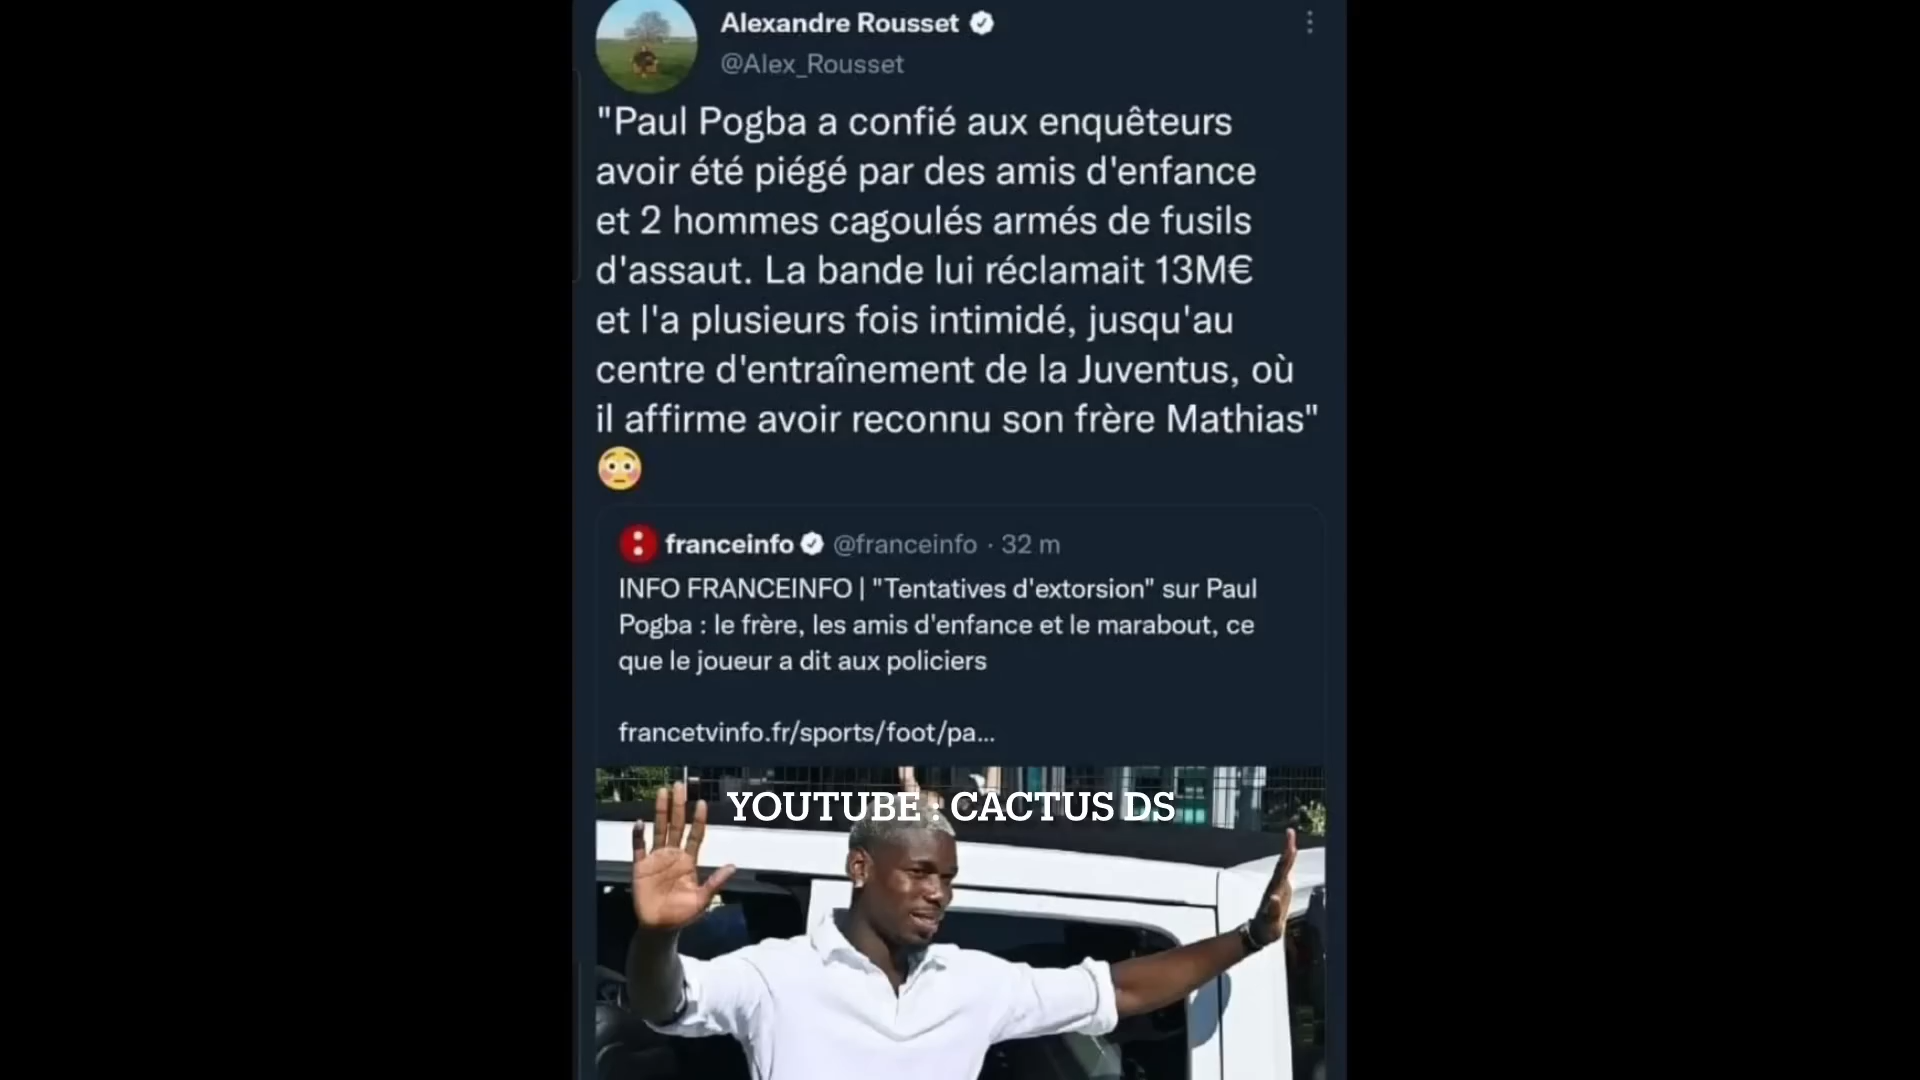 Alexandre Rousset
@Alex_Rousset
"Paul Pogba a confié aux enquêteurs
avoir été piégé par des amis d'enfance
et 2 hommes cagoulés armés de fusils
d'assaut. La bande lui réclamait 13M€
et l'a plusieurs fois intimidé, jusqu'au
centre d'entraînement de la Juventus, où
il affirme avoir reconnu son frère Mathias"
😳
franceinfo @franceinfo · 32 m
INFO FRANCEINFO | "Tentatives d'extorsion" sur Paul
Pogba : le frère, les amis d'enfance et le marabout, ce
que le joueur a dit aux policiers
francetvinfo.fr/sports/foot/pa...
YOUTUBE : CACTUS DS